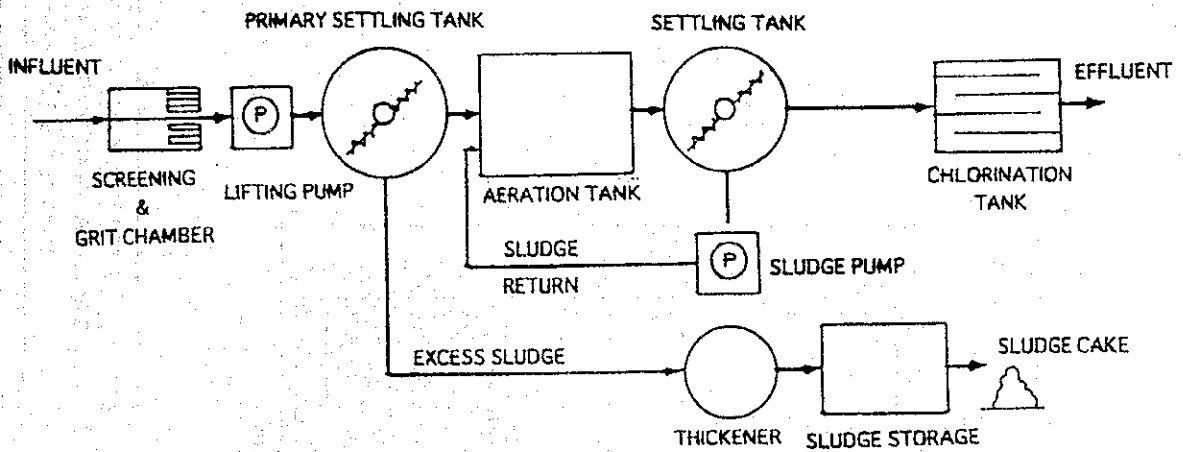 PRIMARY SETTLING TANK
SETTLING TANK
INFLUENT
EFFLUENT
P
SCREENING
&
GRIT CHAMBER
LIFTING PUMP
AERATION TANK
CHLORINATION
TANK
SLUDGE
RETURN
P
SLUDGE PUMP
EXCESS SLUDGE
SLUDGE CAKE
THICKENER
SLUDGE STORAGE